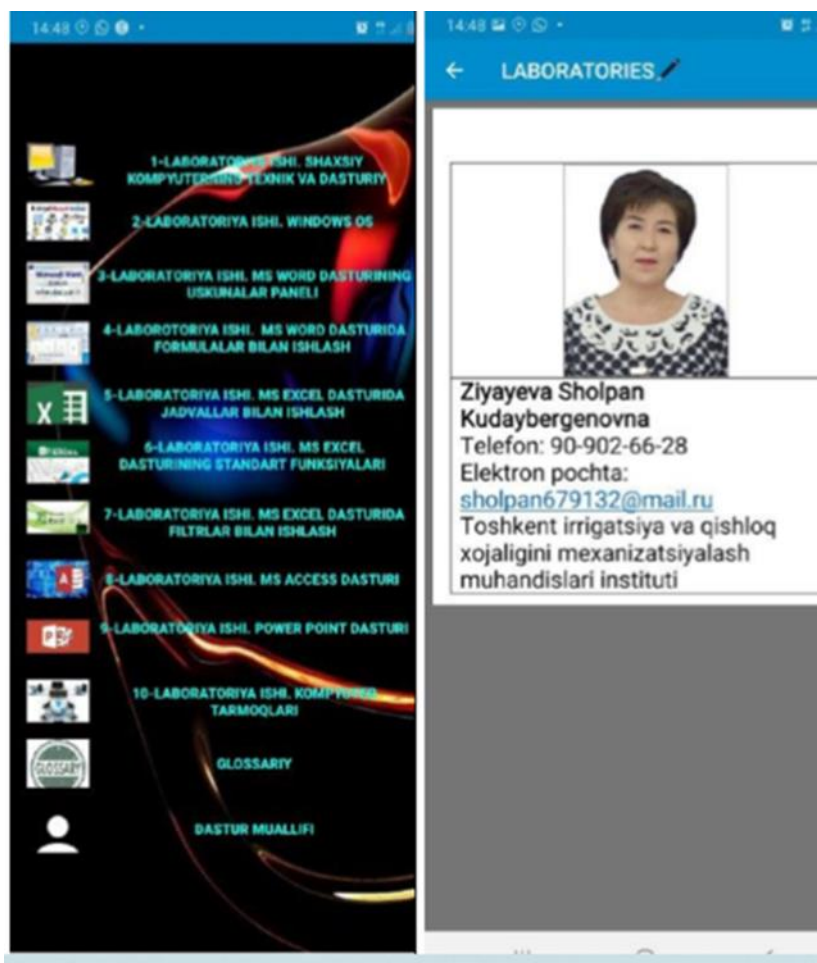 14:48
1-LABORATORIYA ISHI. SHAXSIY
KOMPYUTERNING TEXNIK VA DASTURIY
2-LABORATORIYA ISHI. WINDOWS OS
3-LABORATORIYA ISHI. MS WORD DASTURINING
USKUNALAR PANELI
4-LABOROTORIYA ISHI. MS WORD DASTURIDA
FORMULALAR BILAN ISHLASH
5-LABORATORIYA ISHI. MS EXCEL DASTURIDA
JADVALLAR BILAN ISHLASH
6-LABORATORIYA ISHI. MS EXCEL
DASTURINING STANDART FUNKSIYALARI
7-LABORATORIYA ISHI. MS EXCEL DASTURIDA
FILTRLAR BILAN ISHLASH
8-LABORATORIYA ISHI. MS ACCESS DASTURI
9-LABORATORIYA ISHI. POWER POINT DASTURI
10-LABORATORIYA ISHI. KOMPYUTER
TARMOQLARI
GLOSSARY
GLOSSARIY
DASTUR MUALLIFI
14:48
LABORATORIES
Ziyayeva Sholpan
Kudaybergenovna
Telefon: 90-902-66-28
Elektron pochta:
sholpan679132@mail.ru
Toshkent irrigatsiya va qishloq
xojaligini mexanizatsiyalash
muhandislari instituti